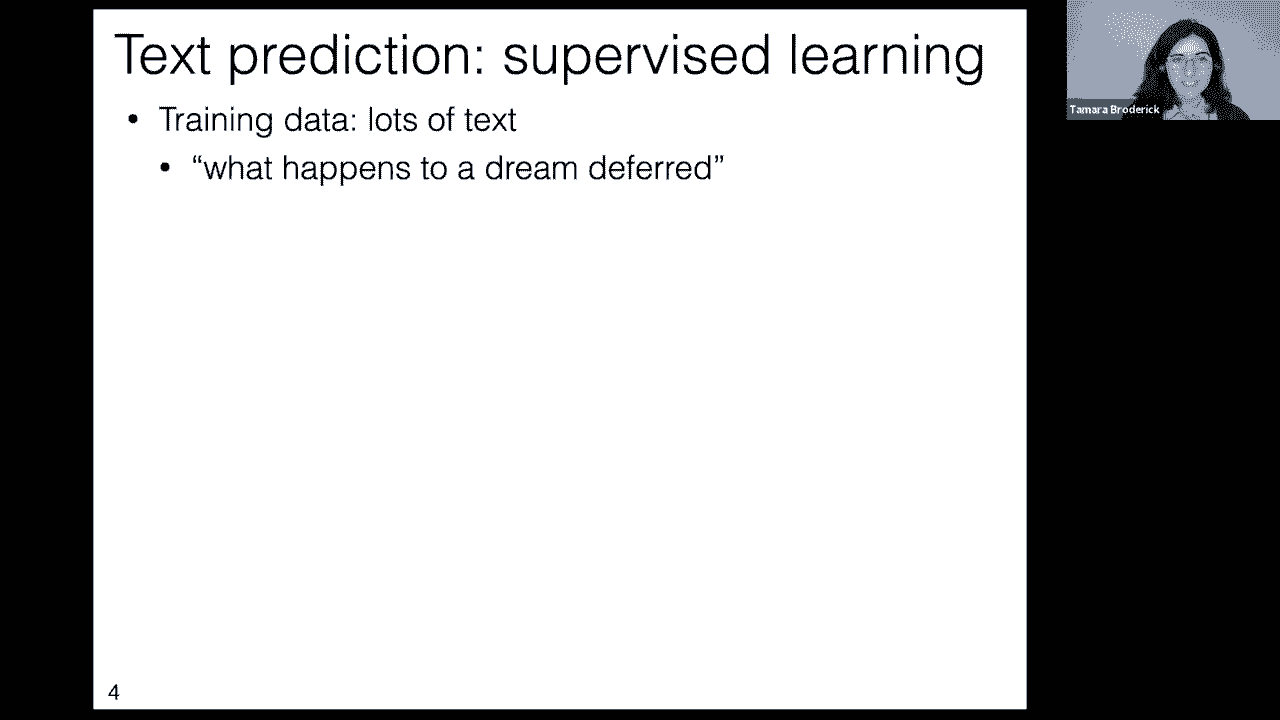 Text prediction: supervised learning
• Training data: lots of text
• “what happens to a dream deferred”
4
Tamara Broderick